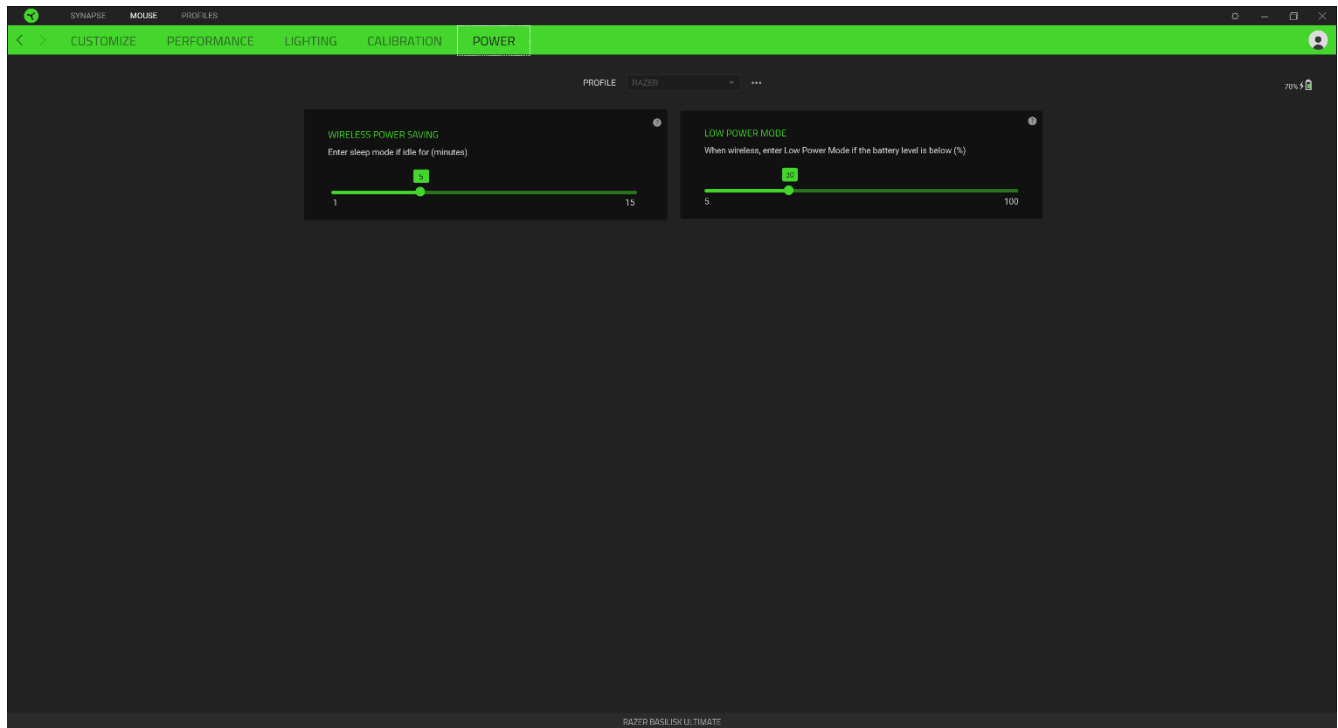 SYNAPSE MOUSE PROFILES
CUSTOMIZE PERFORMANCE LIGHTING CALIBRATION POWER
PROFILE RAZER
70%
WIRELESS POWER SAVING
Enter sleep mode if idle for (minutes)
5
1 15
LOW POWER MODE
When wireless, enter Low Power Mode if the battery level is below (%)
30
5 100
RAZER BASILISK ULTIMATE